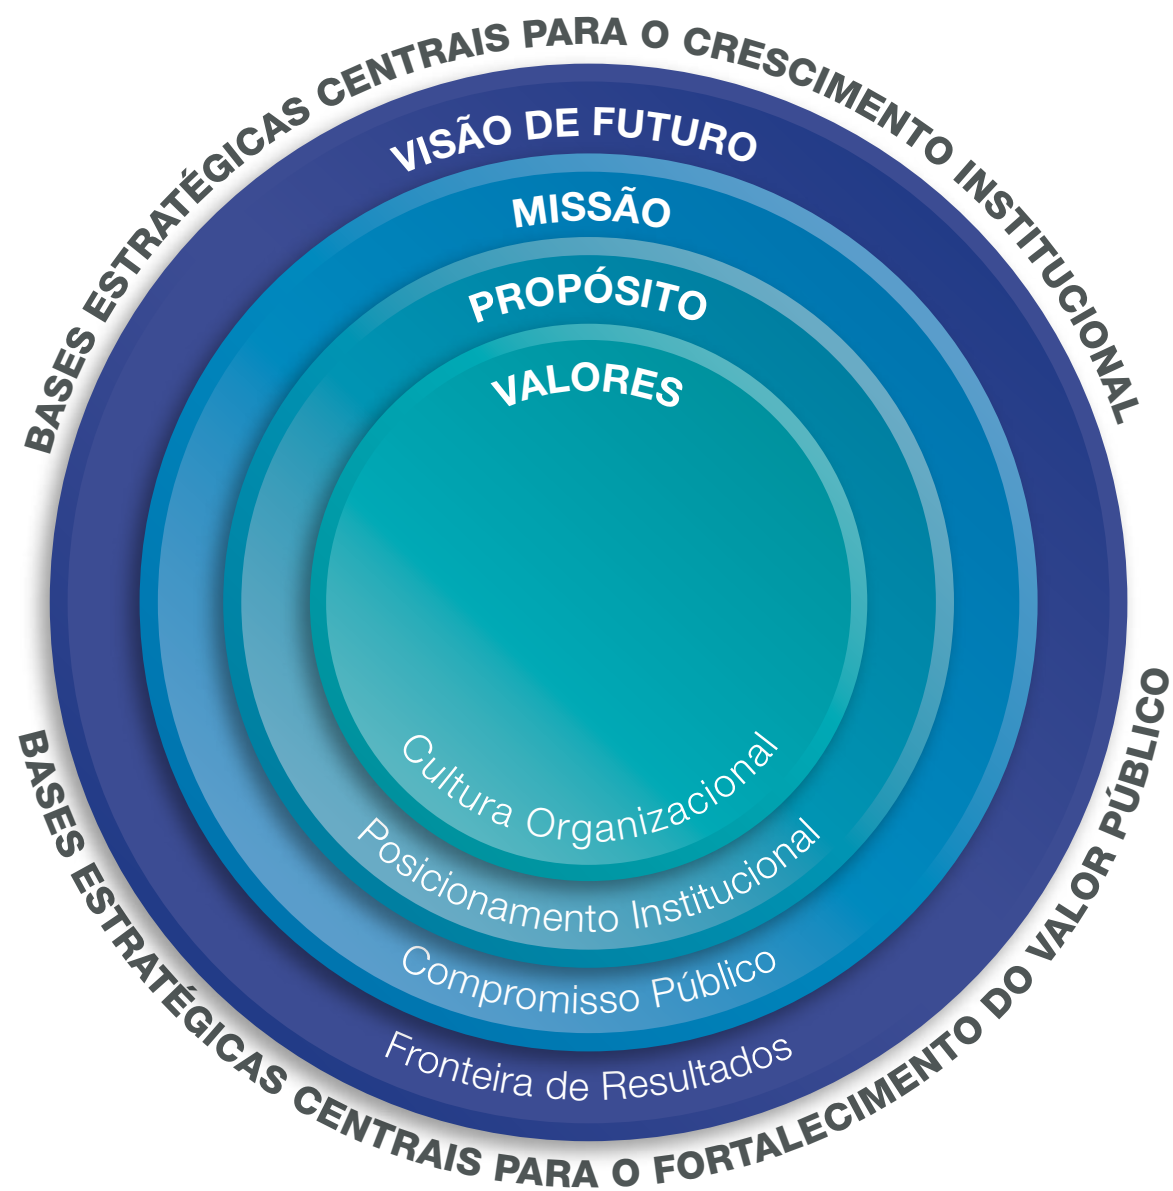 BASES ESTRATÉGICAS CENTRAIS PARA O CRESCIMENTO INSTITUCIONAL
VISÃO DE FUTURO
MISSÃO
PROPÓSITO
VALORES
Cultura Organizacional
Posicionamento Institucional
Compromisso Público
Fronteira de Resultados
BASES ESTRATÉGICAS CENTRAIS PARA O FORTALECIMENTO DO VALOR PÚBLICO